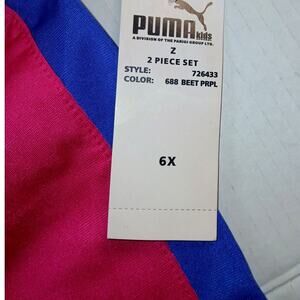 PUMA kids
A DIVISION OF THE PARIGI GROUP LTD.
Z
2 PIECE SET
STYLE: 726433
COLOR: 688 BEET PRPL
6X